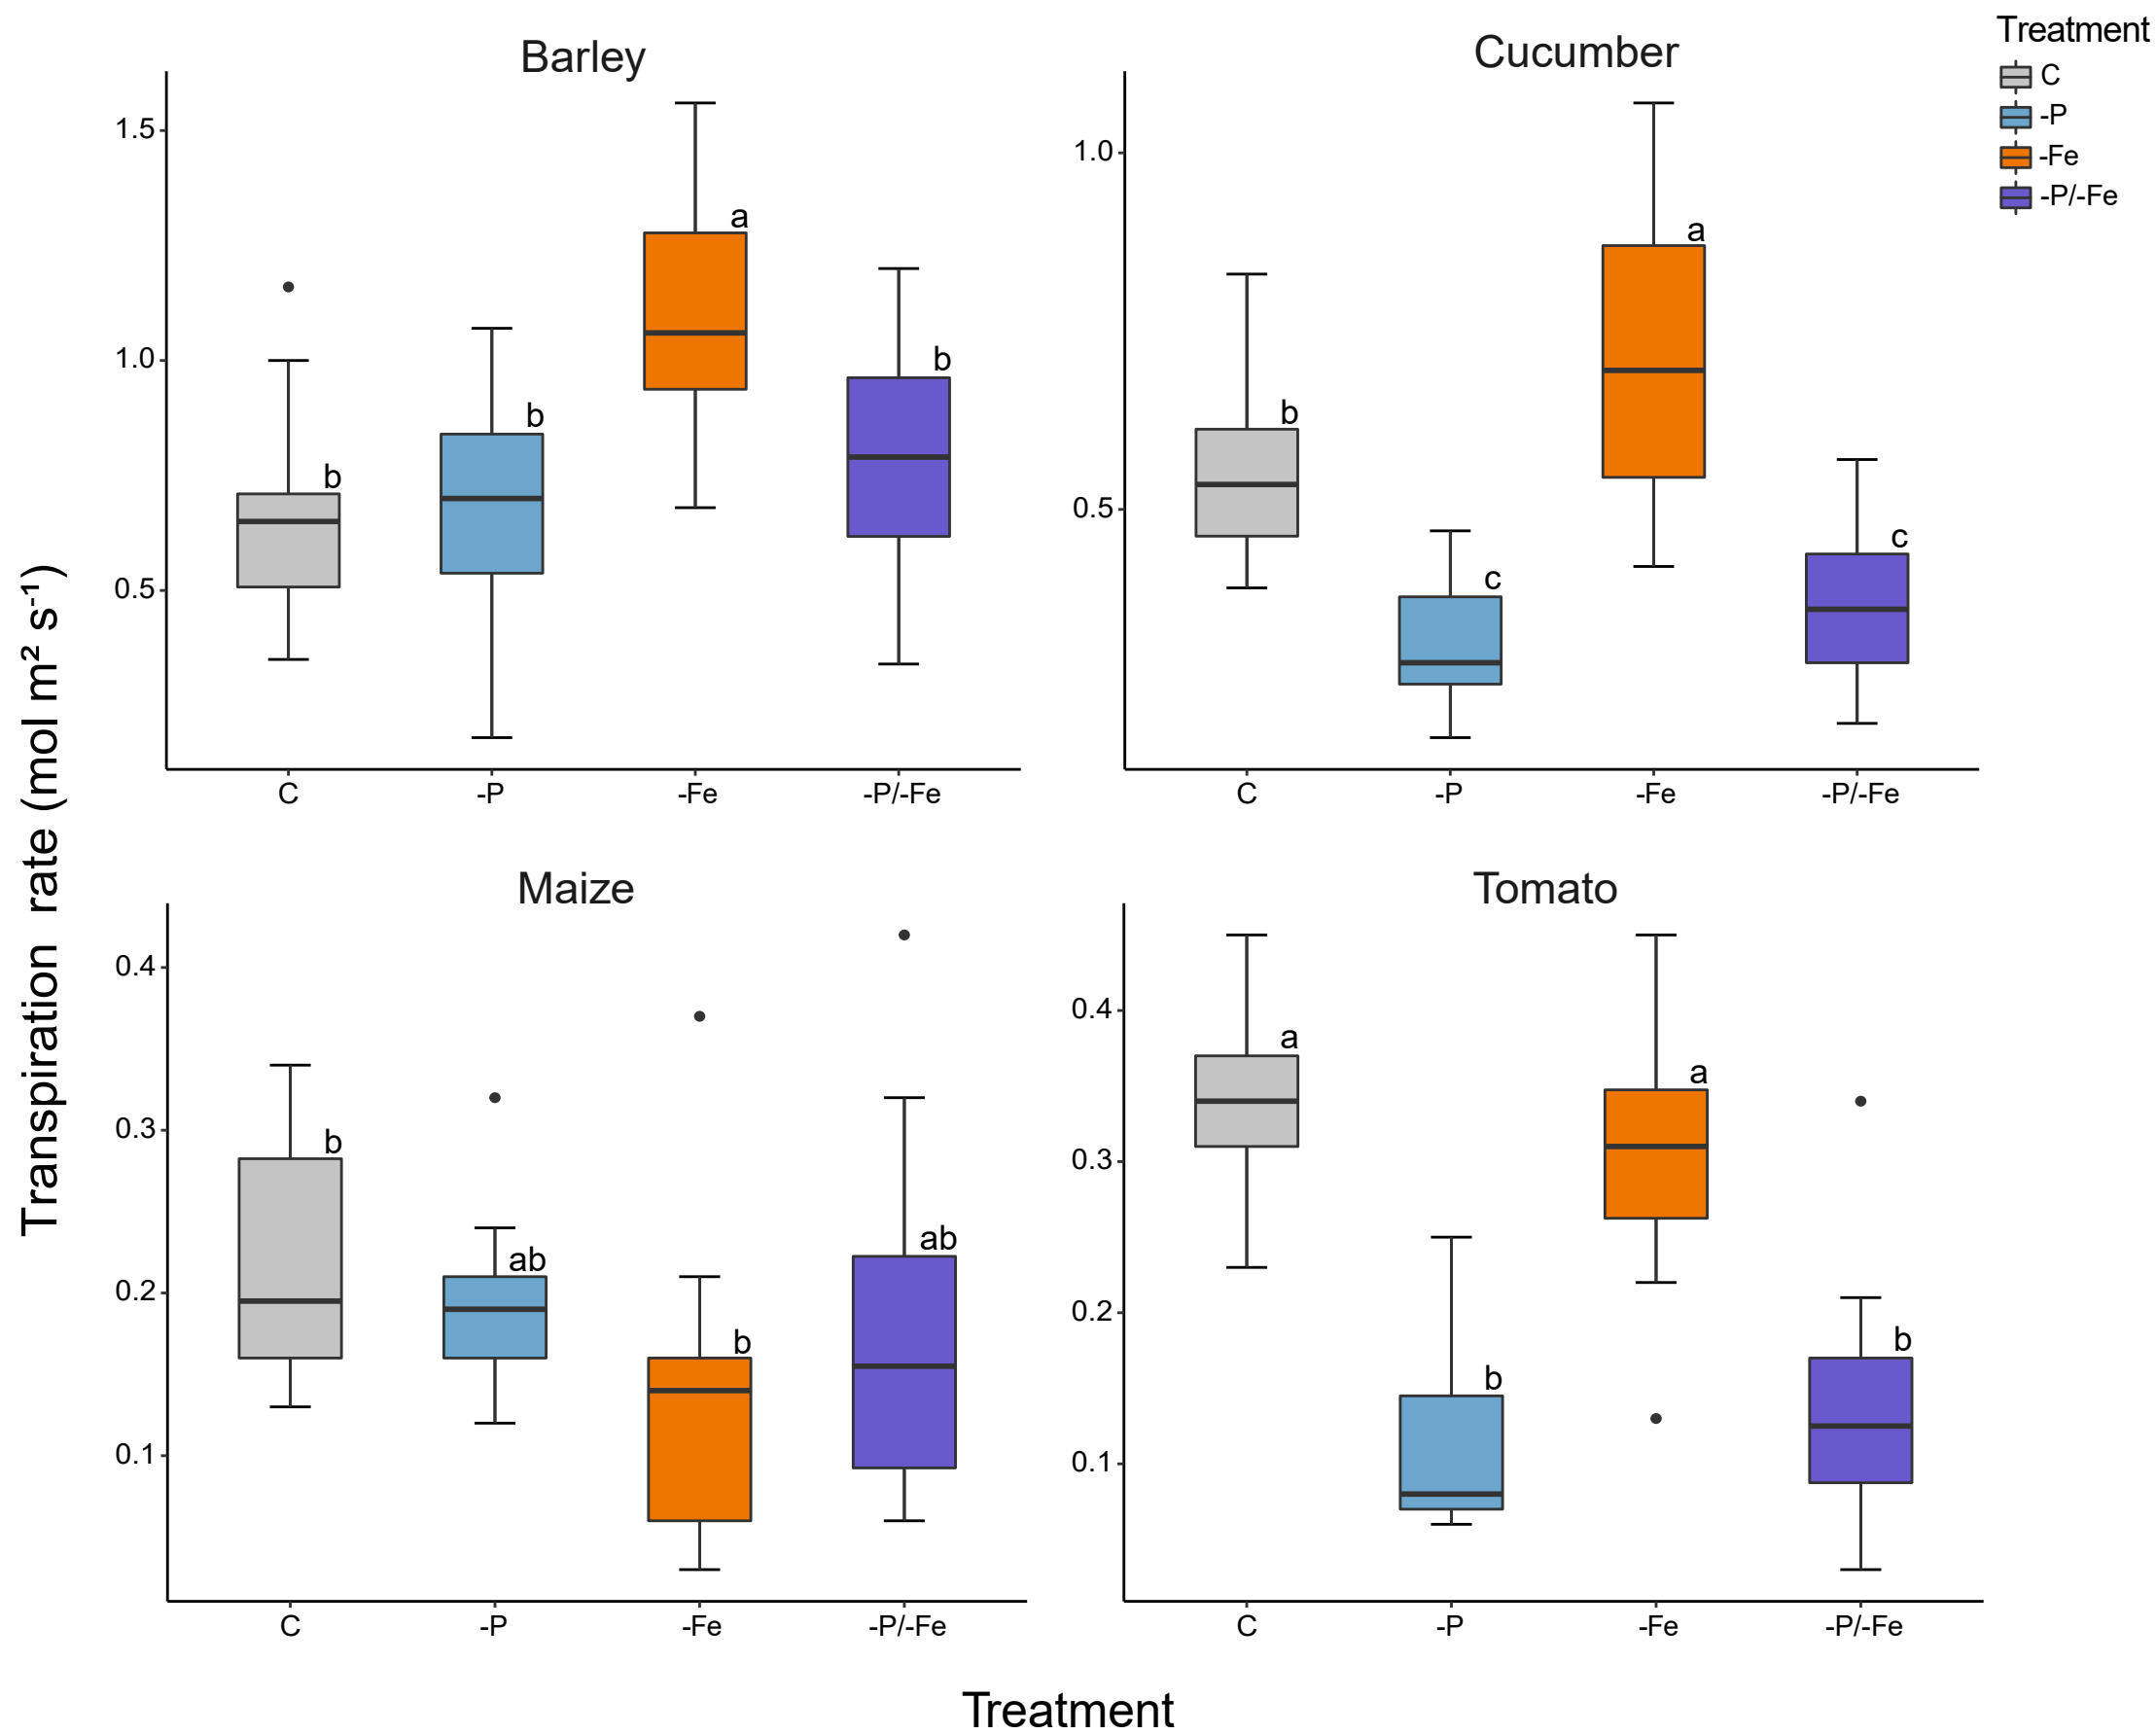 Barley
Cucumber
Treatment
C
-P
-Fe
-P/-Fe
Transpiration rate (mol m² s⁻¹)
1.5
1.0
0.5
b
b
a
b
C
-P
-Fe
-P/-Fe
1.0
0.5
b
c
a
c
C
-P
-Fe
-P/-Fe
Maize
0.4
0.3
0.2
0.1
b
ab
b
ab
C
-P
-Fe
-P/-Fe
Tomato
0.4
0.3
0.2
0.1
a
b
a
b
C
-P
-Fe
-P/-Fe
Treatment